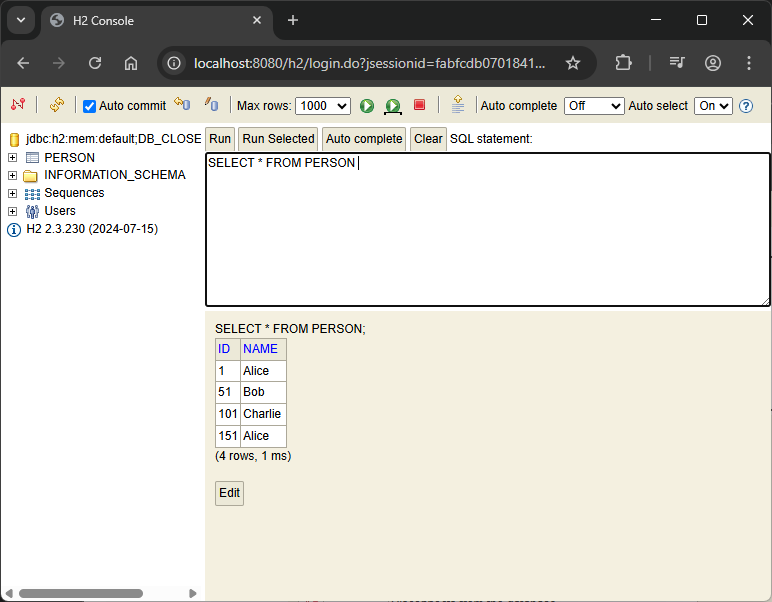 H2 Console
localhost:8080/h2/login.do?jsessionid=fabfcdb0701841...
Auto commit Max rows: 1000 Auto complete Off Auto select On
jdbc:h2:mem:default;DB_CLOSE
PERSON
INFORMATION_SCHEMA
Sequences
Users
H2 2.3.230 (2024-07-15)
Run Run Selected Auto complete Clear SQL statement:
SELECT * FROM PERSON
SELECT * FROM PERSON;
ID NAME
1 Alice
51 Bob
101 Charlie
151 Alice
(4 rows, 1 ms)
Edit